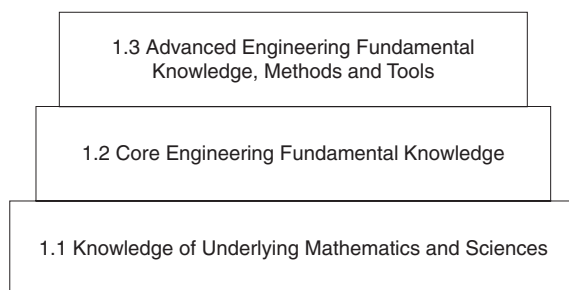 1.3 Advanced Engineering Fundamental
Knowledge, Methods and Tools
1.2 Core Engineering Fundamental Knowledge
1.1 Knowledge of Underlying Mathematics and Sciences